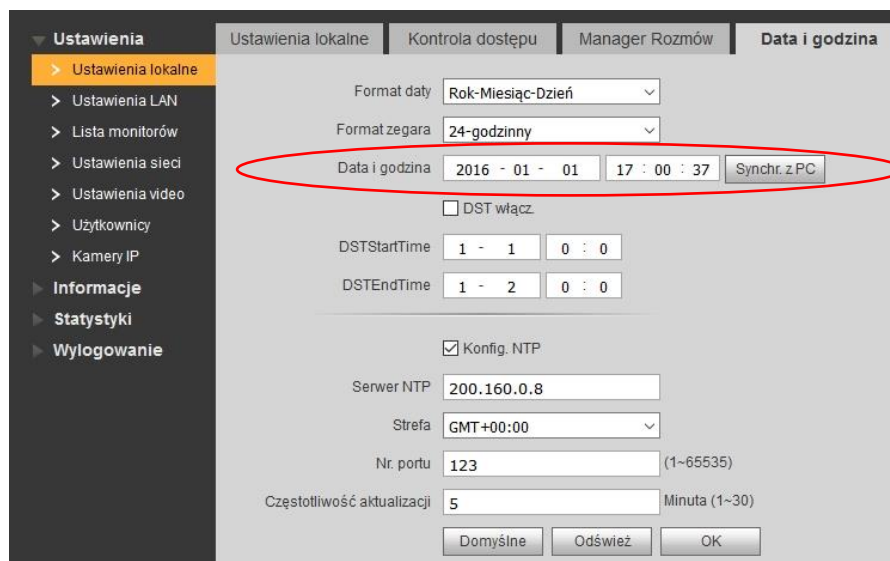 Ustawienia
Ustawienia lokalne
Ustawienia LAN
Lista monitorów
Ustawienia sieci
Ustawienia video
Użytkownicy
Kamery IP
Informacje
Statystyki
Wylogowanie
Ustawienia lokalne Kontrola dostępu Manager Rozmów Data i godzina
Format daty Rok-Miesiąc-Dzień
Format zegara 24-godzinny
Data i godzina 2016 - 01 - 01 17 : 00 : 37 Synchr. z PC
DST włącz.
DSTStartTime 1 - 1 0 : 0
DSTEndTime 1 - 2 0 : 0
Konfig. NTP
Serwer NTP 200.160.0.8
Strefa GMT+00:00
Nr. portu 123 (1~65535)
Częstotliwość aktualizacji 5 Minuta (1~30)
Domyślne Odśwież OK